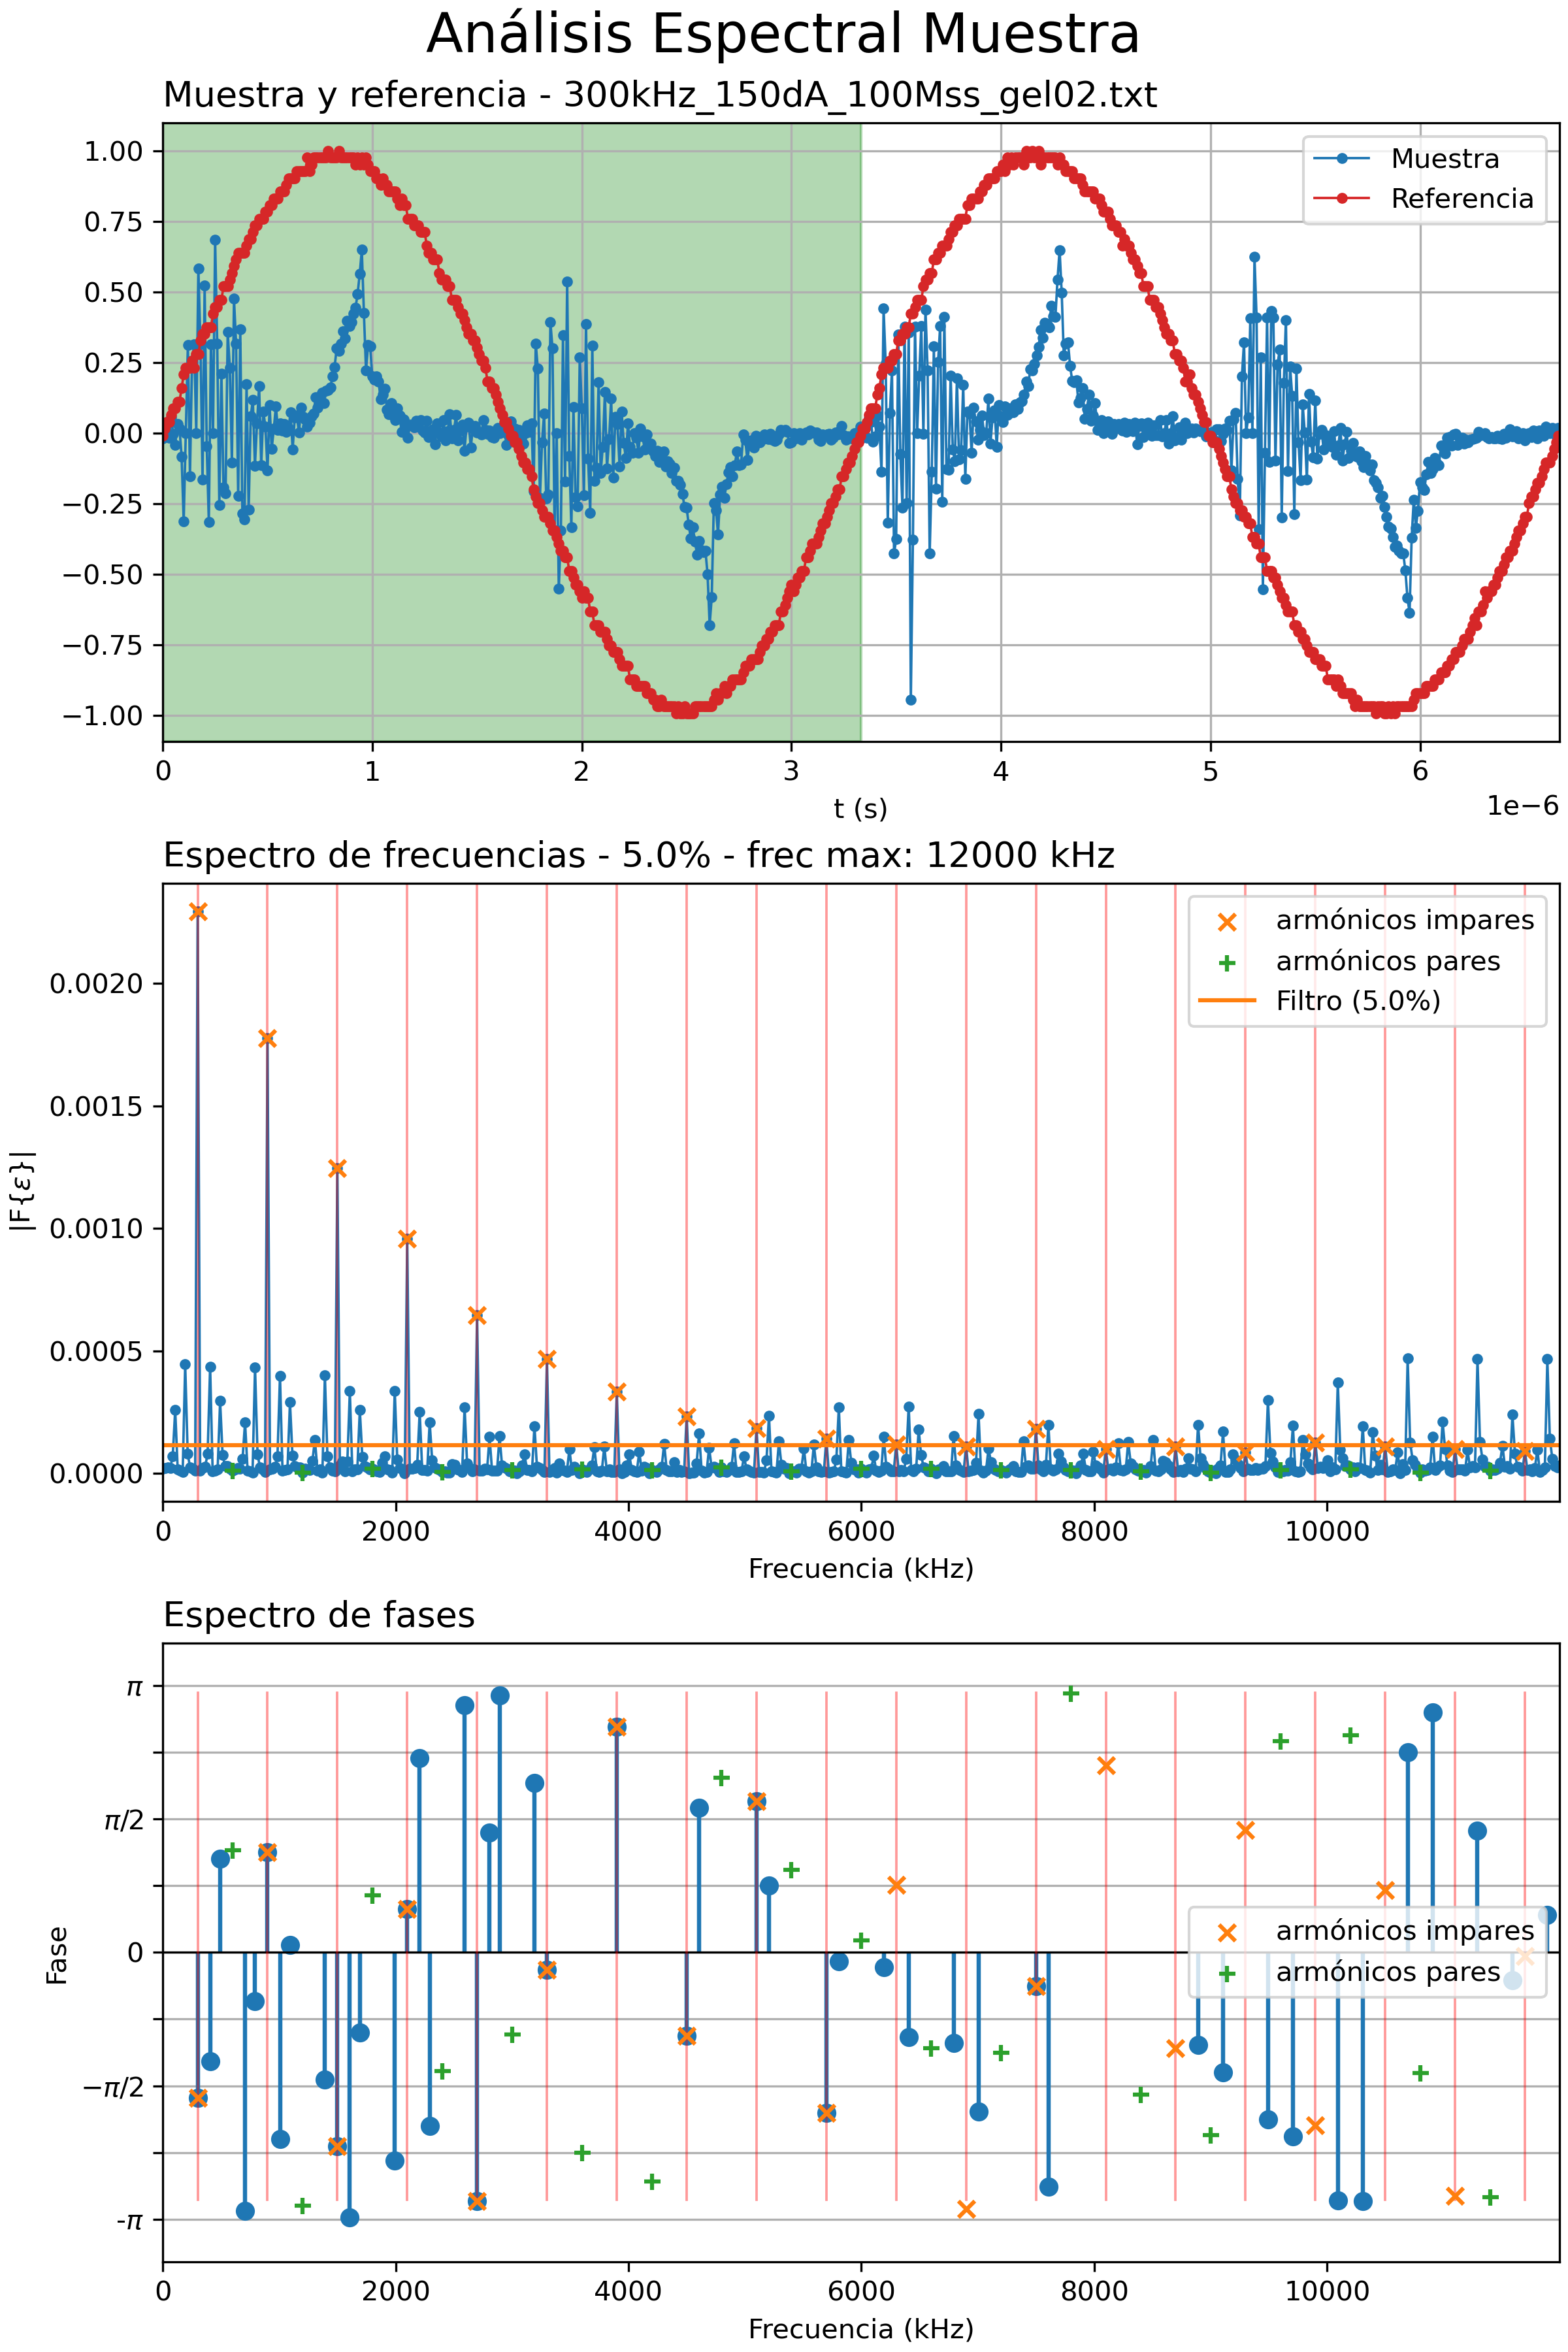 Análisis Espectral Muestra
Muestra y referencia - 300kHz_150dA_100Mss_gel02.txt
1.00
0.75
0.50
0.25
0.00
−0.25
−0.50
−0.75
−1.00
Muestra
Referencia
0 1 2 3 4 5 6
t (s)
1e−6
Espectro de frecuencias - 5.0% - frec max: 12000 kHz
|F{ε}|
0.0020
0.0015
0.0010
0.0005
0.0000
armónicos impares
armónicos pares
Filtro (5.0%)
0 2000 4000 6000 8000 10000
Frecuencia (kHz)
Espectro de fases
Fase
π
π/2
0
−π/2
-π
armónicos impares
armónicos pares
0 2000 4000 6000 8000 10000
Frecuencia (kHz)